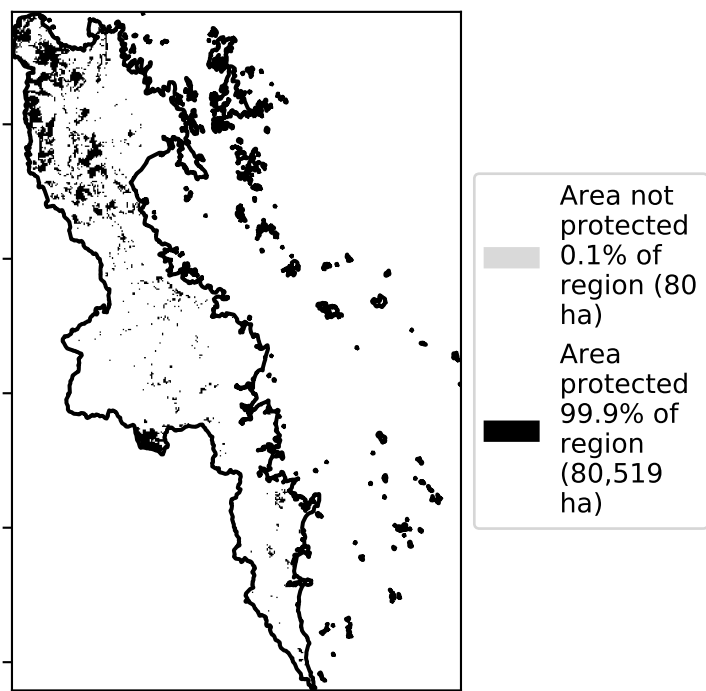 Area not
protected
0.1% of
region (80
ha)
Area
protected
99.9% of
region
(80,519
ha)